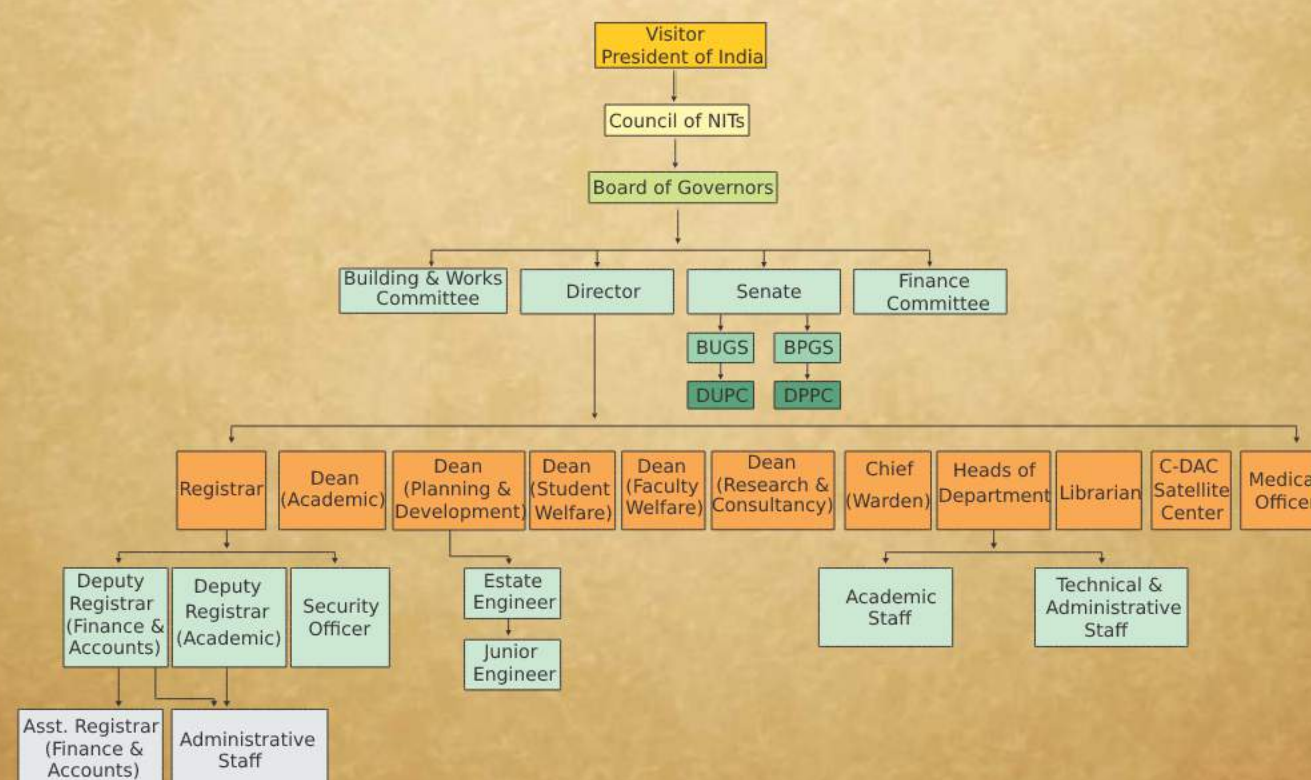 Visitor
President of India
Council of NITs
Board of Governors
Building & Works
Committee
Director
Senate
Finance
Committee
BUGS
BPGS
DUPC
DPPC
Registrar
Dean
(Academic)
Dean
(Planning &
Development)
Dean
(Student
Welfare)
Dean
(Faculty
Welfare)
Dean
(Research &
Consultancy)
Chief
(Warden)
Heads of
Department
Librarian
C-DAC
Satellite
Center
Deputy
Registrar
(Finance &
Accounts)
Deputy
Registrar
(Academic)
Security
Officer
Estate
Engineer
Junior
Engineer
Academic
Staff
Technical &
Administrative
Staff
Asst. Registrar
(Finance &
Accounts)
Administrative
Staff